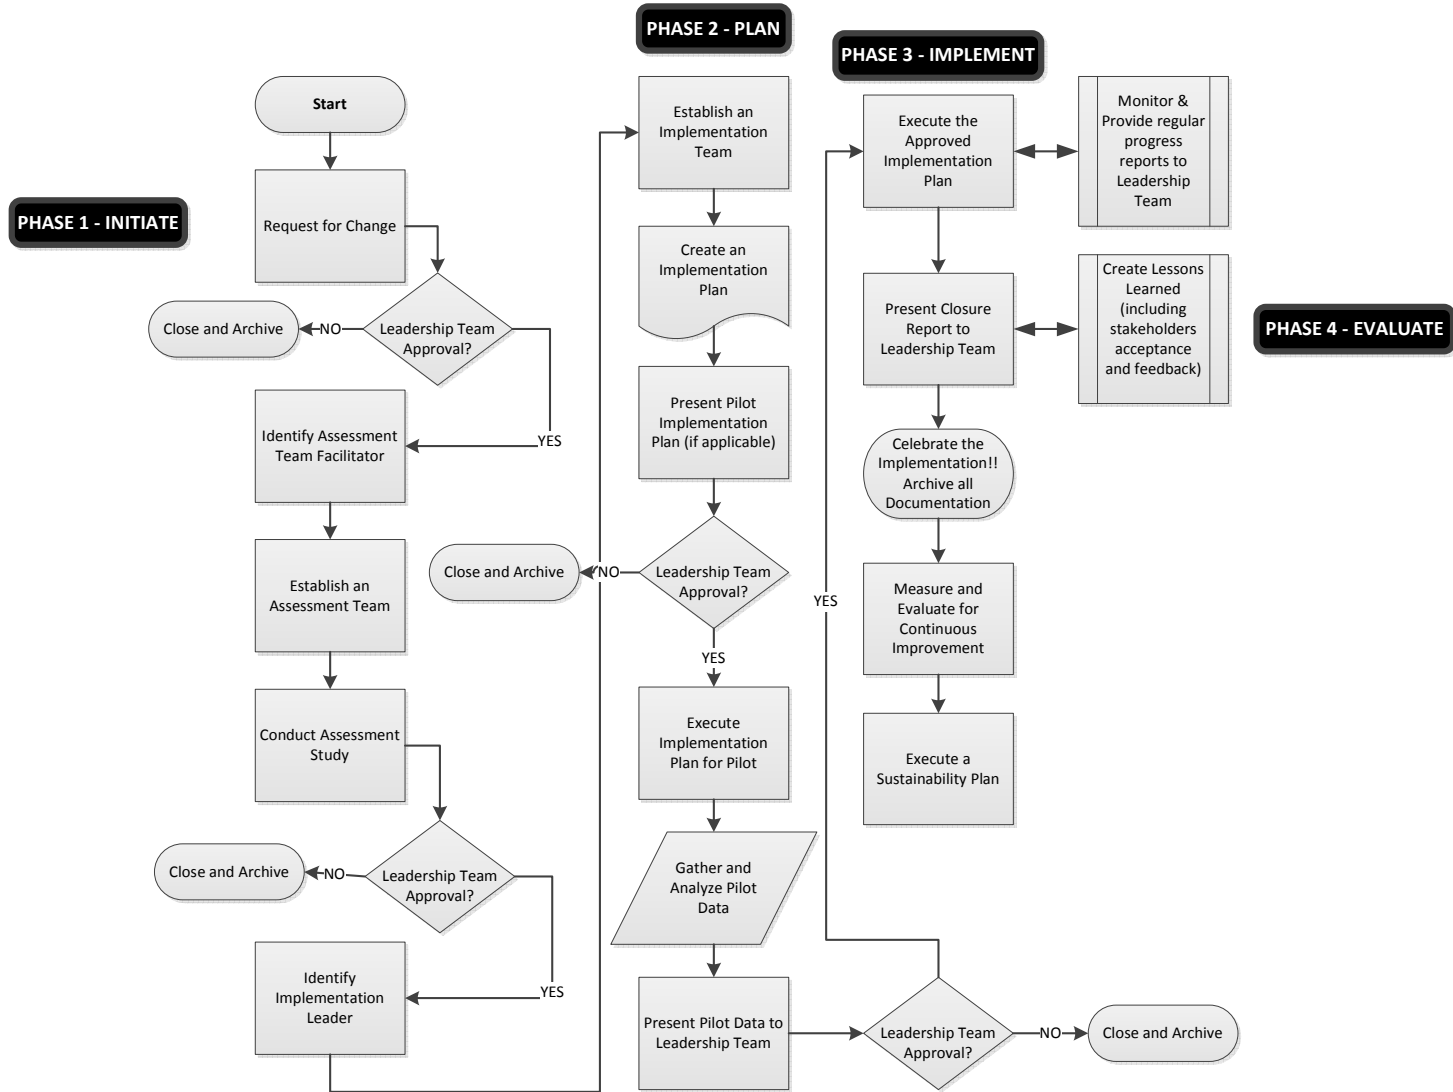 PHASE 1 - INITIATE
Start
Request for Change
Leadership Team
Approval?
NO
Close and Archive
YES
Identify Assessment
Team Facilitator
Establish an
Assessment Team
Conduct Assessment
Study
Leadership Team
Approval?
NO
Close and Archive
YES
Identify
Implementation
Leader
PHASE 2 - PLAN
Establish an
Implementation
Team
Create an
Implementation
Plan
Present Pilot
Implementation
Plan (if applicable)
Leadership Team
Approval?
NO
Close and Archive
YES
Execute
Implementation
Plan for Pilot
Gather and
Analyze Pilot
Data
Present Pilot Data to
Leadership Team
Leadership Team
Approval?
NO
Close and Archive
YES
PHASE 3 - IMPLEMENT
Execute the
Approved
Implementation
Plan
Monitor &
Provide regular
progress
reports to
Leadership
Team
Present Closure
Report to
Leadership Team
Create Lessons
Learned
(including
stakeholders
acceptance
and feedback)
PHASE 4 - EVALUATE
Celebrate the
Implementation!!
Archive all
Documentation
Measure and
Evaluate for
Continuous
Improvement
Execute a
Sustainability Plan